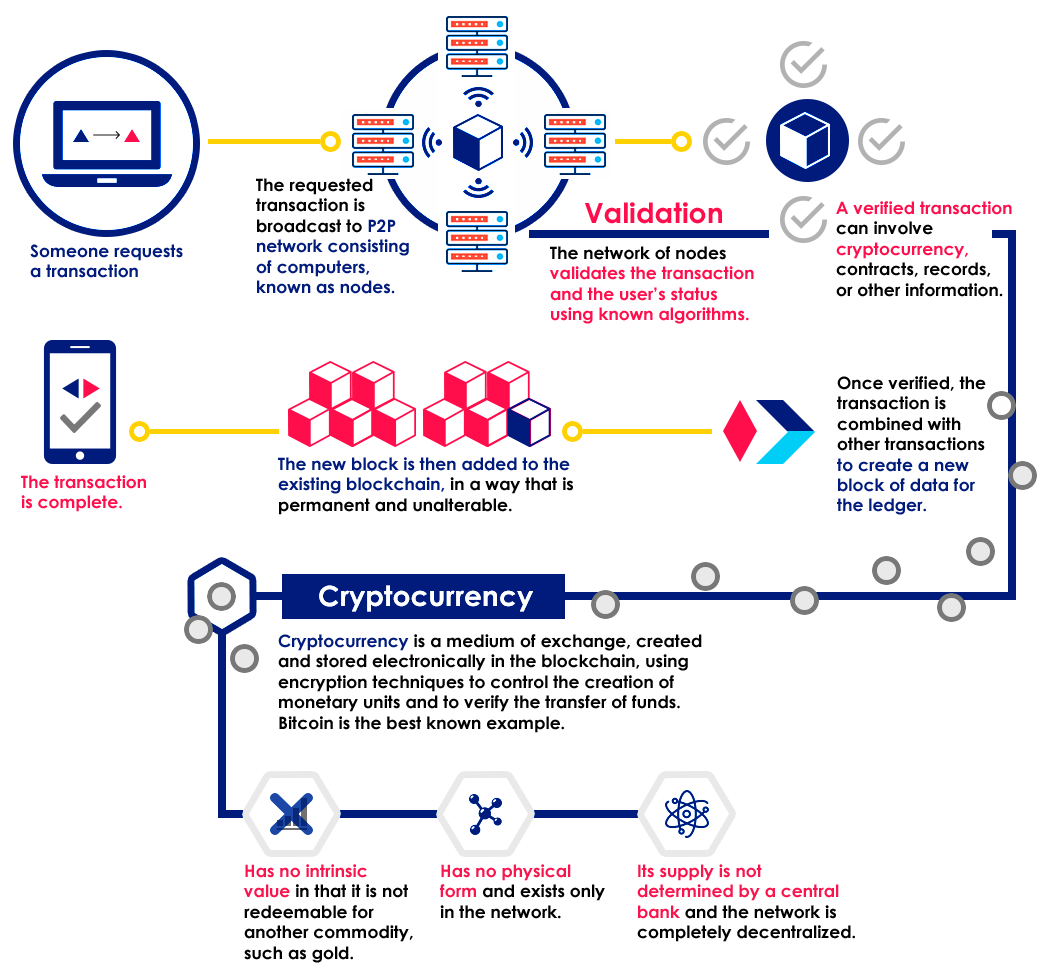 Someone requests
a transaction
The requested
transaction is
broadcast to P2P
network consisting
of computers,
known as nodes.
Validation
The network of nodes
validates the transaction
and the user's status
using known algorithms.
A verified transaction
can involve
cryptocurrency,
contracts, records,
or other information.
Once verified, the
transaction is
combined with
other transactions
to create a new
block of data for
the ledger.
The new block is then added to the
existing blockchain, in a way that is
permanent and unalterable.
The transaction
is complete.
Cryptocurrency
Cryptocurrency is a medium of exchange, created
and stored electronically in the blockchain, using
encryption techniques to control the creation of
monetary units and to verify the transfer of funds.
Bitcoin is the best known example.
Has no intrinsic
value in that it is not
redeemable for
another commodity,
such as gold.
Has no physical
form and exists only
in the network.
Its supply is not
determined by a central
bank and the network is
completely decentralized.